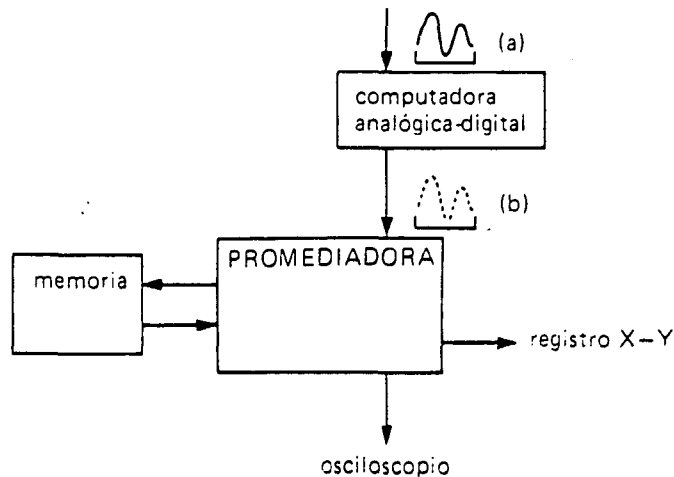 (a)
computadora
analógica-digital
(b)
PROMEDIADORA
memoria
registro X-Y
osciloscopio